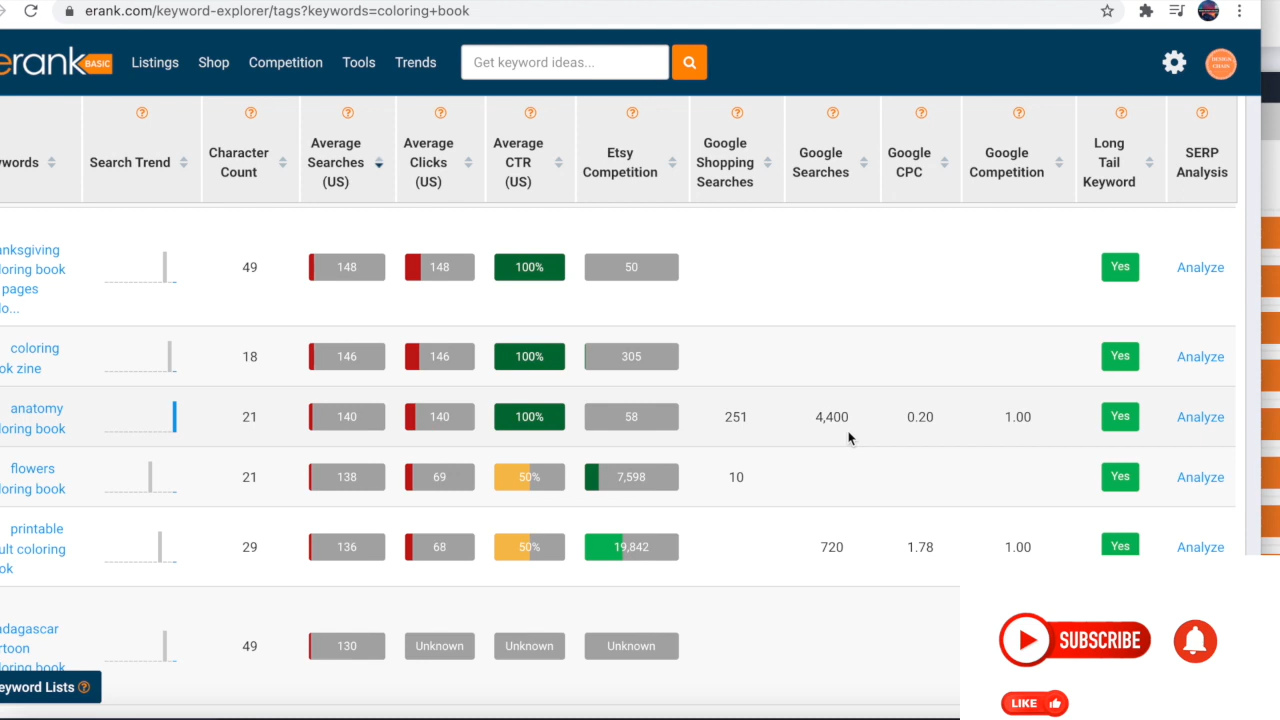 erank.com/keyword-explorer/tags?keywords=coloring+book
erank BASIC Listings Shop Competition Tools Trends Get keyword ideas...
words Search Trend Character Count Average Searches (US) Average Clicks (US) Average CTR (US) Etsy Competition Google Shopping Searches Google Searches Google CPC Google Competition Long Tail Keyword SERP Analysis
anksgiving
oring book
pages
lo...
49 148 148 100% 50 Yes Analyze
coloring
ok zine
18 146 146 100% 305 Yes Analyze
anatomy
oring book
21 140 140 100% 58 251 4,400 0.20 1.00 Yes Analyze
flowers
oring book
21 138 69 50% 7,598 10 Yes Analyze
printable
ult coloring
ok
29 136 68 50% 19,842 720 1.78 1.00 Yes Analyze
dagascar
rtoon
oring book
49 130 Unknown Unknown Unknown
eyword Lists
SUBSCRIBE
LIKE